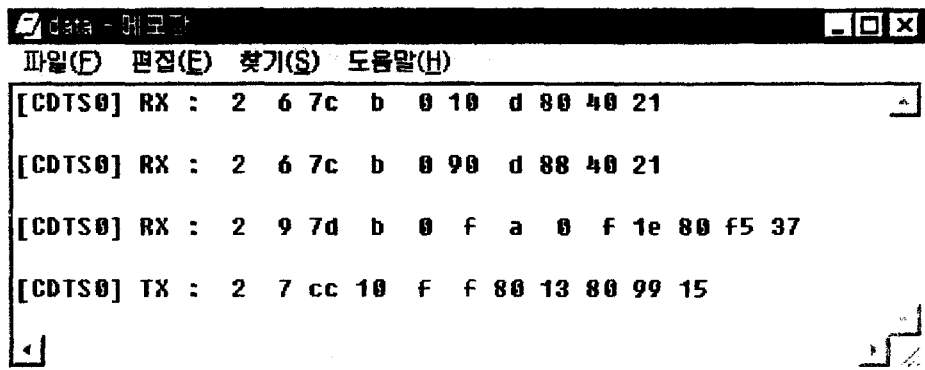 data - 메모장
파일(F) 편집(E) 찾기(S) 도움말(H)
[CDTS0] RX : 2 6 7c b 0 10 d 80 40 21
[CDTS0] RX : 2 6 7c b 0 90 d 88 40 21
[CDTS0] RX : 2 9 7d b 0 f a 0 f 1e 80 f5 37
[CDTS0] TX : 2 7 cc 10 f f 80 13 80 99 15